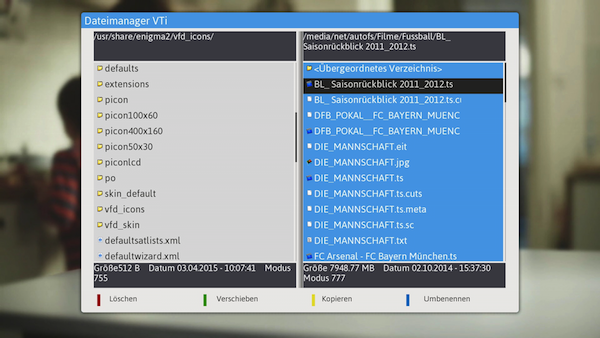 Dateimanager VTi
/usr/share/enigma2/vfd_icons/
defaults
extensions
picon
picon100x60
picon400x160
picon50x30
piconlcd
po
skin_default
vfd_icons
vfd_skin
defaultsatlists.xml
defaultwizard.xml
Größe512 B Datum 03.04.2015 - 10:07:41 Modus
755
/media/net/autofs/Filme/Fussball/BL_
Saisonrückblick 2011_2012.ts
<Übergeordnetes Verzeichnis>
BL_ Saisonrückblick 2011_2012.ts
BL_ Saisonrückblick 2011_2012.ts.cu
DFB_POKAL__FC_BAYERN_MUENC
DFB_POKAL__FC_BAYERN_MUENC
DIE_MANNSCHAFT.eit
DIE_MANNSCHAFT.jpg
DIE_MANNSCHAFT.ts
DIE_MANNSCHAFT.ts.cuts
DIE_MANNSCHAFT.ts.meta
DIE_MANNSCHAFT.ts.sc
DIE_MANNSCHAFT.txt
FC Arsenal - FC Bayern München.ts
Größe 7948.77 MB Datum 02.10.2014 - 15:37:30
Modus 777
Löschen
Verschieben
Kopieren
Umbenennen